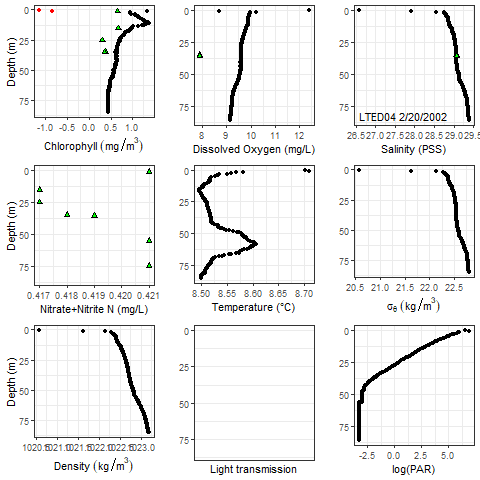 0
25
50
75
Depth (m)
-1.0 -0.5 0.0 0.5 1.0
Chlorophyll (mg/m³)
0
25
50
75
8 9 10 11 12
Dissolved Oxygen (mg/L)
0
25
50
75
LTED04 2/20/2002
26.5 27.0 27.5 28.0 28.5 29.0 29.5
Salinity (PSS)
0
25
50
75
Depth (m)
0.417 0.418 0.419 0.420 0.421
Nitrate+Nitrite N (mg/L)
0
25
50
75
8.50 8.55 8.60 8.65 8.70
Temperature (°C)
0
25
50
75
20.5 21.0 21.5 22.0 22.5
σθ (kg/m³)
0
25
50
75
Depth (m)
1020.5 1021.0 1021.5 1022.0 1022.5 1023.0
Density (kg/m³)
0
25
50
75
Light transmission
0
25
50
75
-2.5 0.0 2.5 5.0
log(PAR)